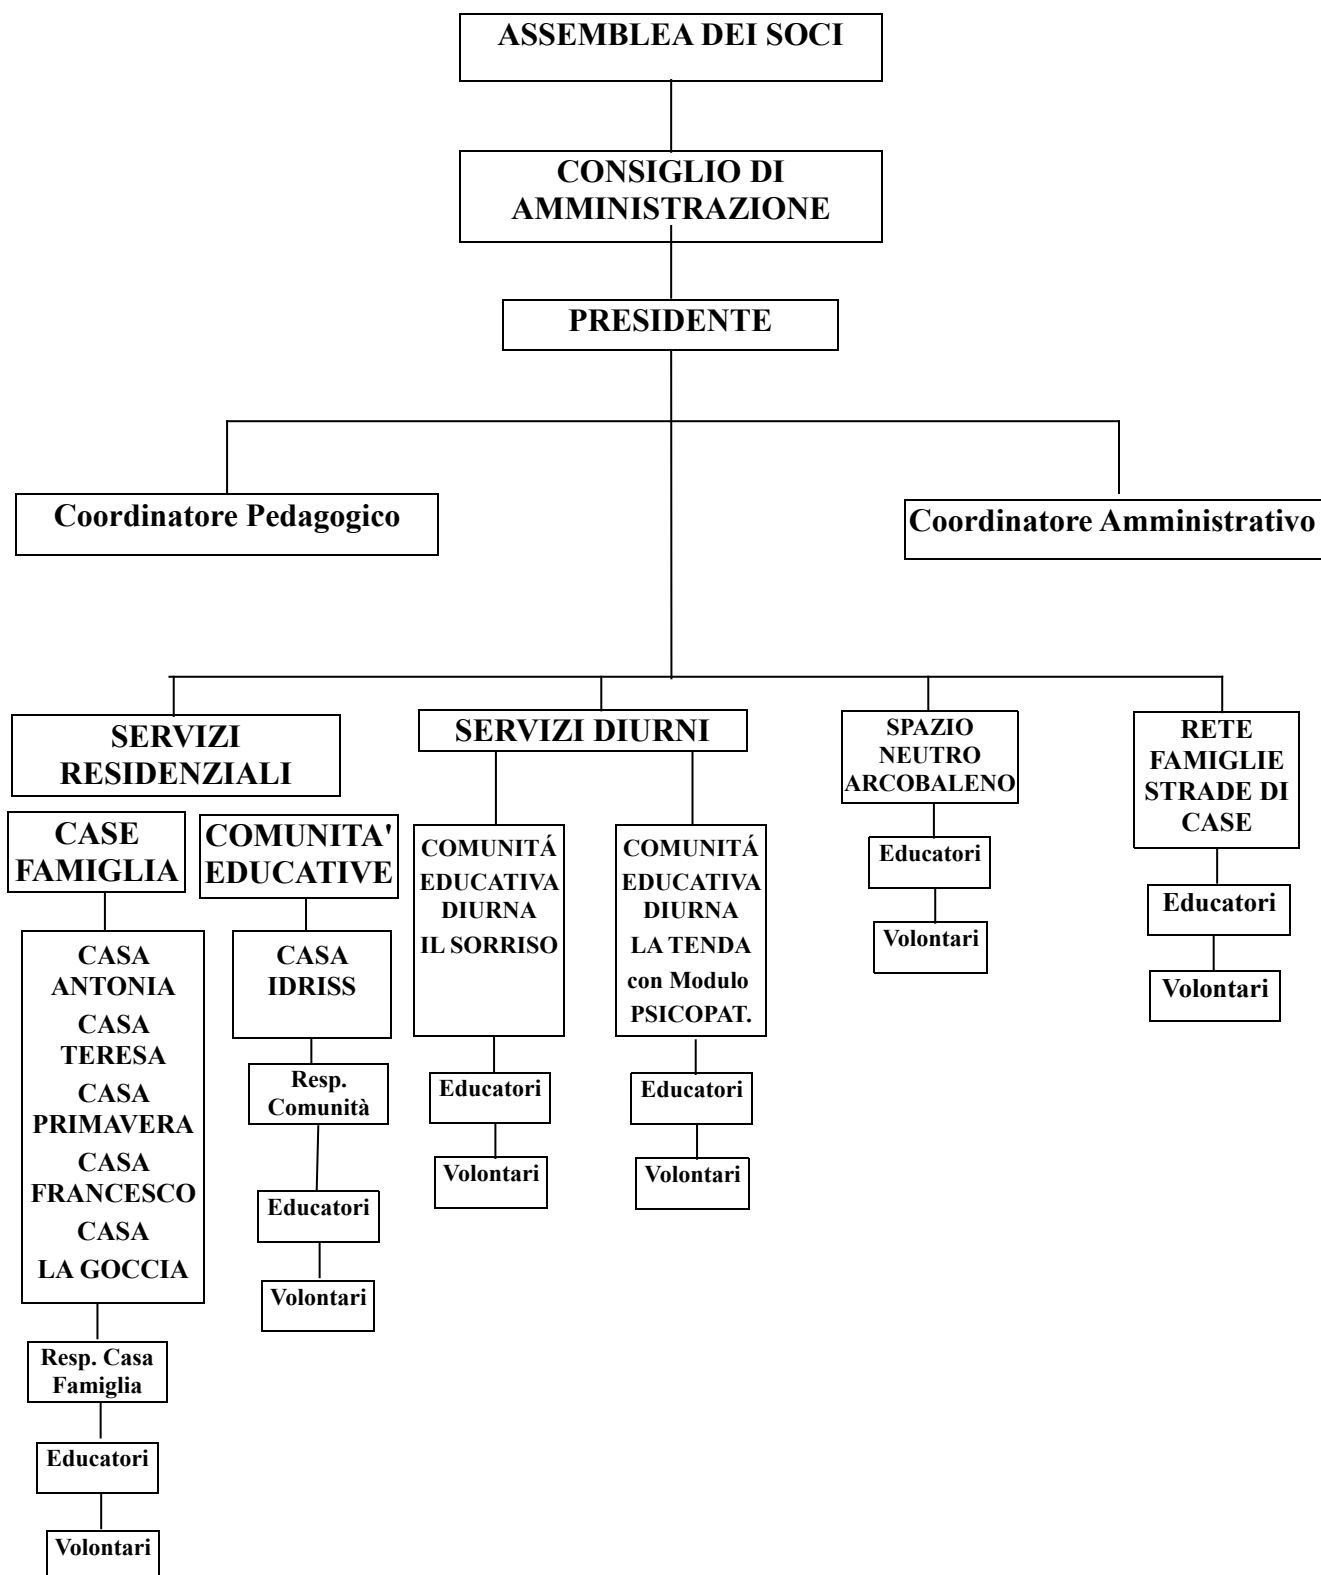 ASSEMBLEA DEI SOCI
CONSIGLIO DI
AMMINISTRAZIONE
PRESIDENTE
Coordinatore Pedagogico
Coordinatore Amministrativo
SERVIZI
RESIDENZIALI
SERVIZI DIURNI
SPAZIO
NEUTRO
ARCOBALENO
RETE
FAMIGLIE
STRADE DI
CASE
CASE
FAMIGLIA
COMUNITA'
EDUCATIVE
COMUNITÁ
EDUCATIVA
DIURNA
IL SORRISO
COMUNITÁ
EDUCATIVA
DIURNA
LA TENDA
con Modulo
PSICOPAT.
Educatori
Volontari
Educatori
Volontari
CASA
ANTONIA
CASA
TERESA
CASA
PRIMAVERA
CASA
FRANCESCO
CASA
LA GOCCIA
CASA
IDRISS
Resp.
Comunità
Educatori
Volontari
Educatori
Volontari
Educatori
Volontari
Resp. Casa
Famiglia
Educatori
Volontari